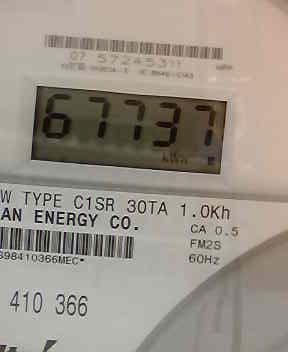 07 57245311
67737
kWh
W TYPE C1SR 30TA 1.0Kh
AN ENERGY CO. CA 0.5
FM2S
S98410366MEC* 60Hz
410 366